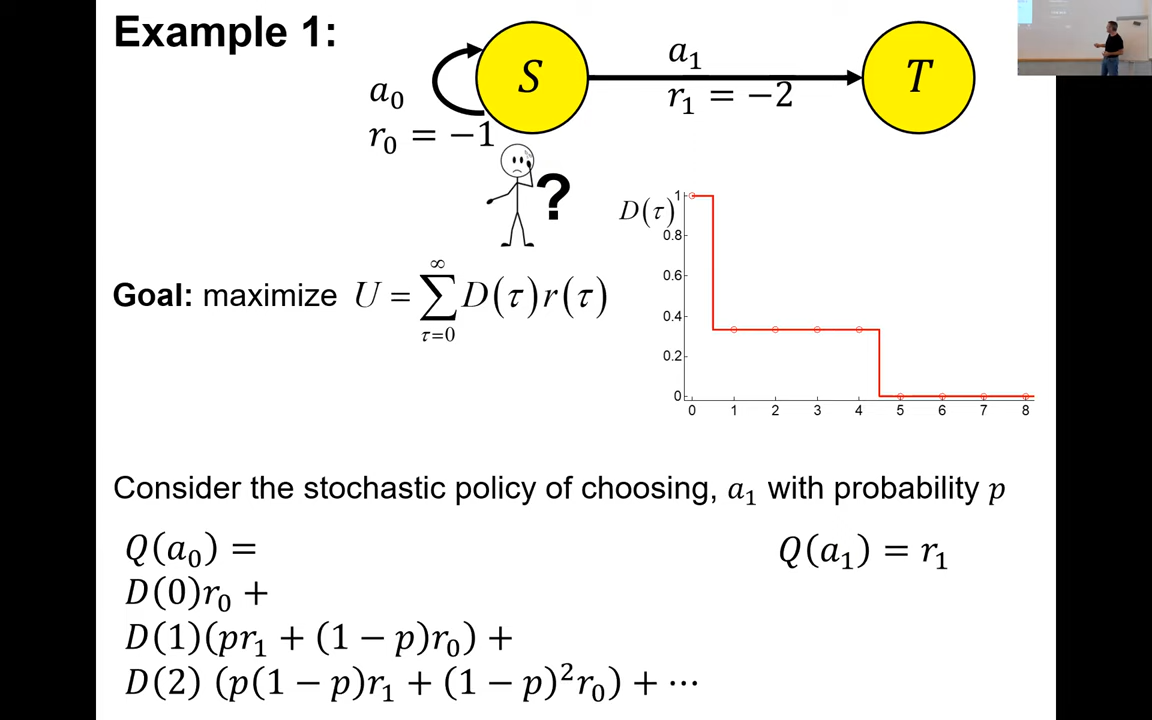 Example 1:
S
T
a₀
r₀ = −1
a₁
r₁ = −2
?
D(τ)
1
0.8
0.6
0.4
0.2
0
0 1 2 3 4 5 6 7 8
Goal: maximize U = ∑_{τ=0}^{∞} D(τ)r(τ)
Consider the stochastic policy of choosing, a₁ with probability p
Q(a₀) =
D(0)r₀ +
D(1)(pr₁ + (1 − p)r₀) +
D(2) (p(1 − p)r₁ + (1 − p)²r₀) + ⋯
Q(a₁) = r₁